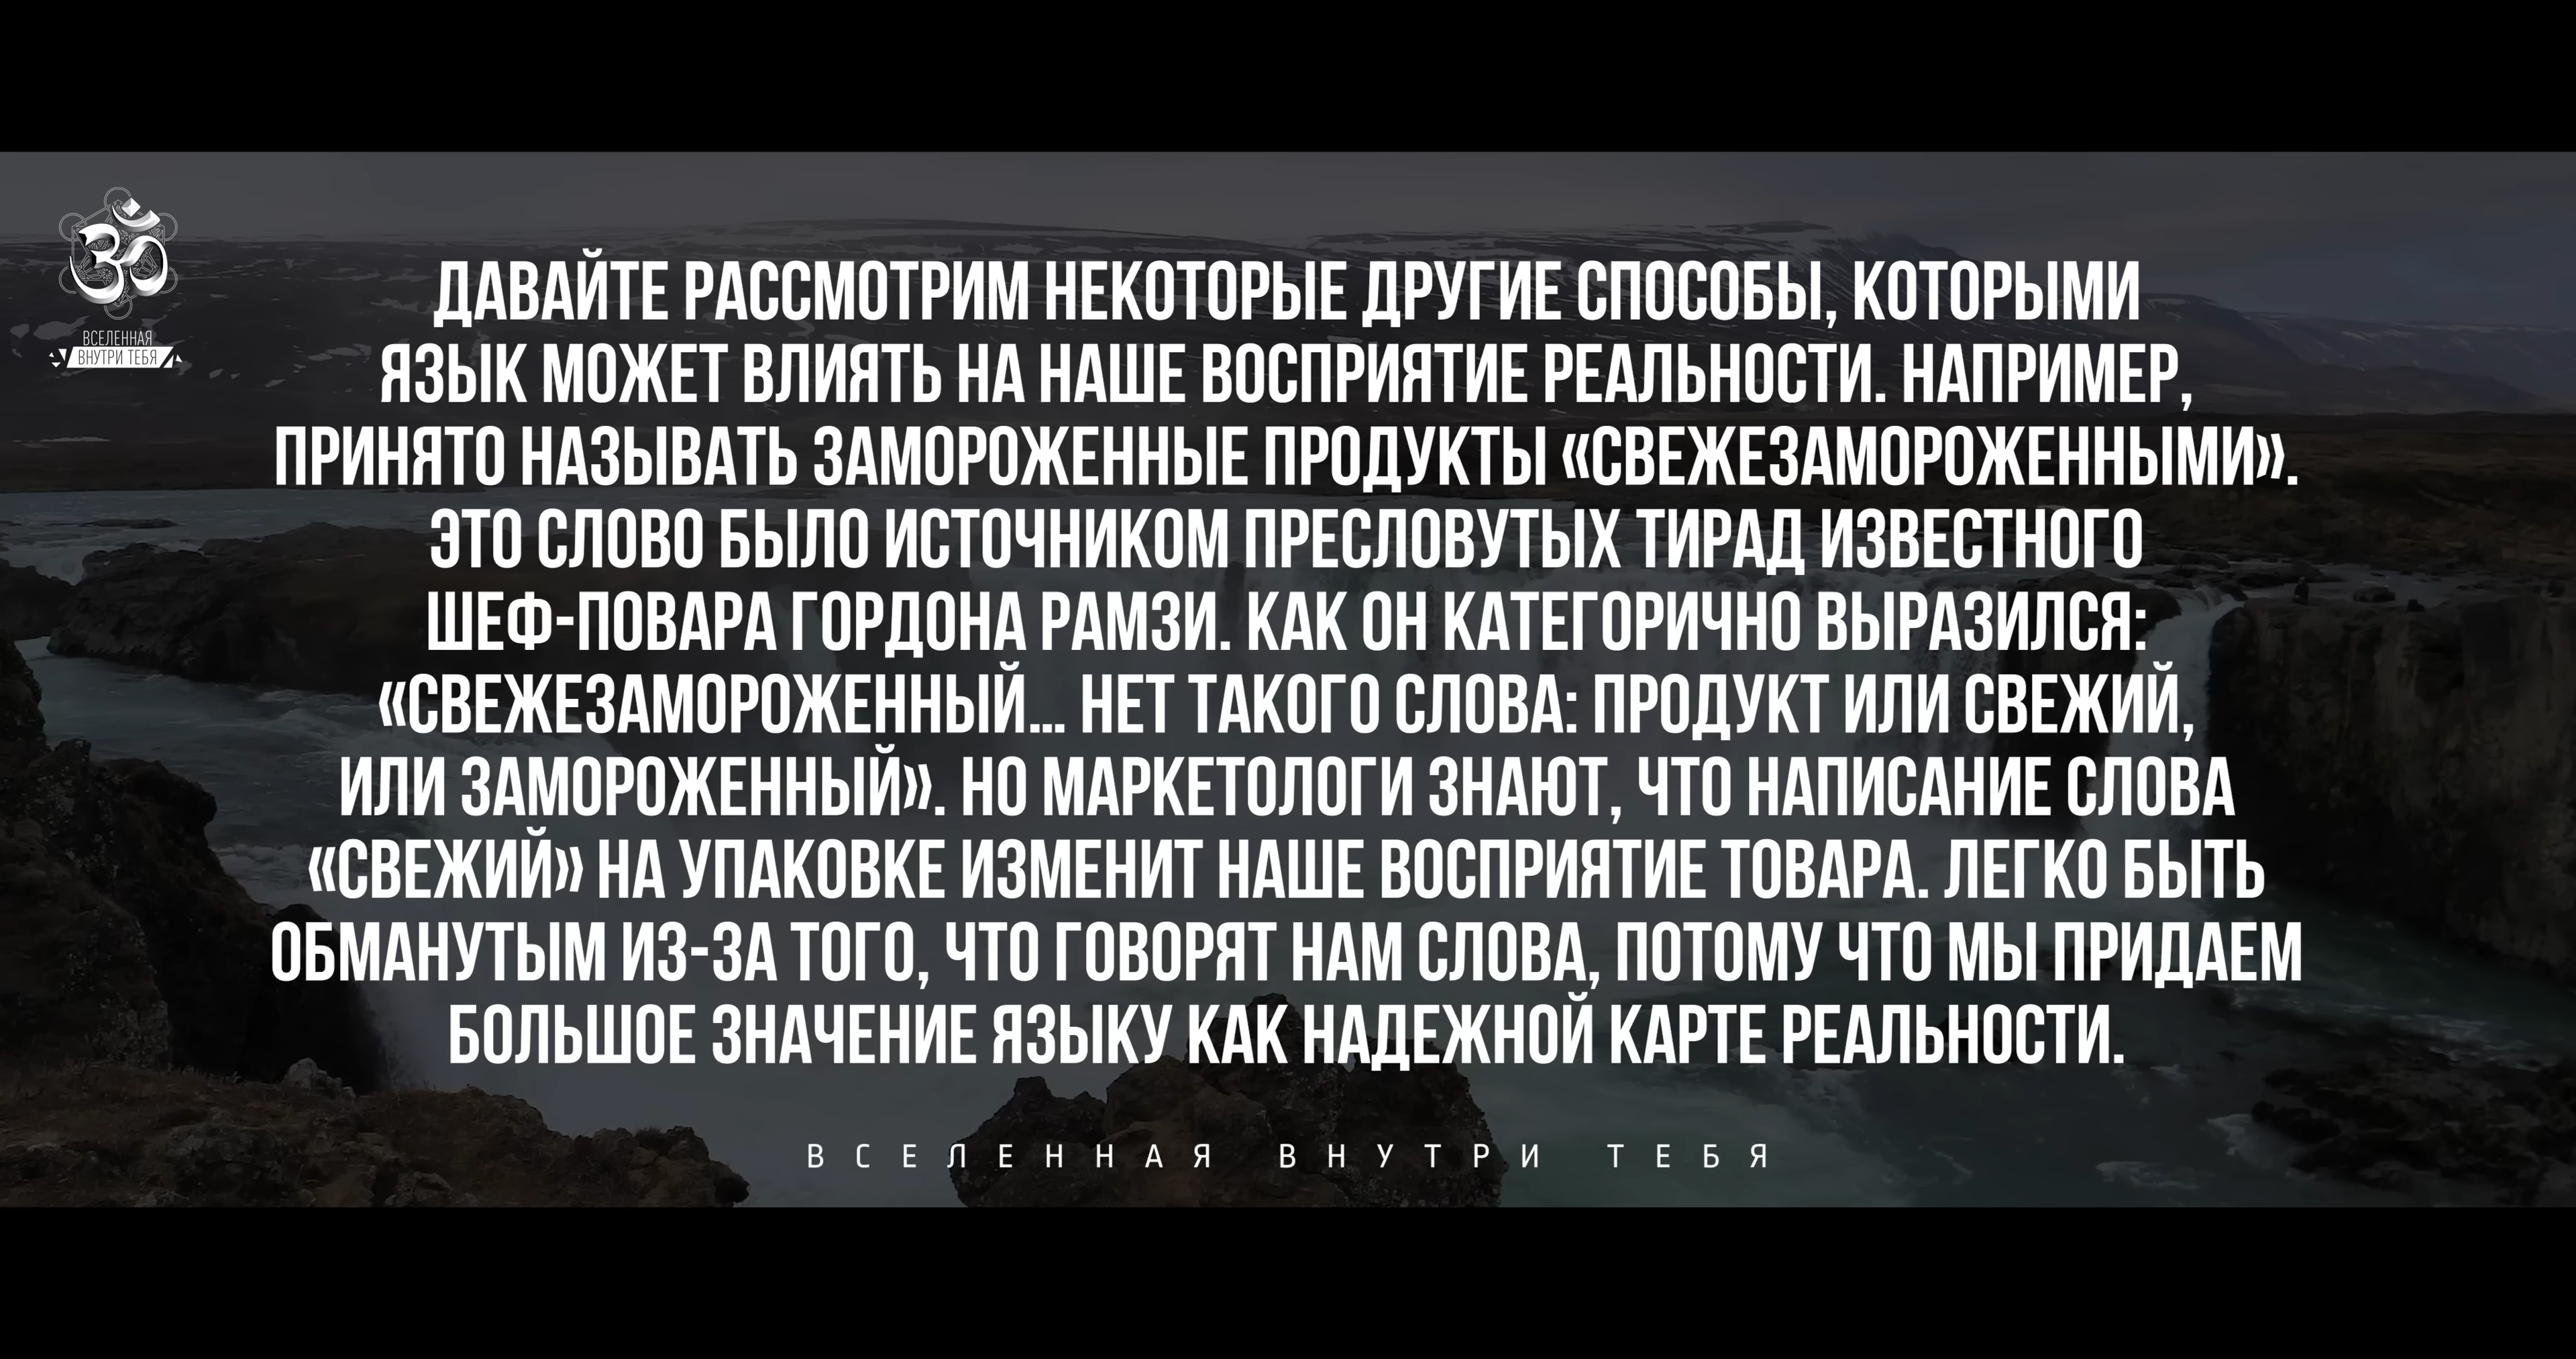 ВСЕЛЕННАЯ
ВНУТРИ ТЕБЯ
ДАВАЙТЕ РАССМОТРИМ НЕКОТОРЫЕ ДРУГИЕ СПОСОБЫ, КОТОРЫМИ
ЯЗЫК МОЖЕТ ВЛИЯТЬ НА НАШЕ ВОСПРИЯТИЕ РЕАЛЬНОСТИ. НАПРИМЕР,
ПРИНЯТО НАЗЫВАТЬ ЗАМОРОЖЕННЫЕ ПРОДУКТЫ «СВЕЖЕЗАМОРОЖЕННЫМИ».
ЭТО СЛОВО БЫЛО ИСТОЧНИКОМ ПРЕСЛОВУТЫХ ТИРАД ИЗВЕСТНОГО
ШЕФ-ПОВАРА ГОРДОНА РАМЗИ. КАК ОН КАТЕГОРИЧНО ВЫРАЗИЛСЯ:
«СВЕЖЕЗАМОРОЖЕННЫЙ... НЕТ ТАКОГО СЛОВА: ПРОДУКТ ИЛИ СВЕЖИЙ,
ИЛИ ЗАМОРОЖЕННЫЙ». НО МАРКЕТОЛОГИ ЗНАЮТ, ЧТО НАПИСАНИЕ СЛОВА
«СВЕЖИЙ» НА УПАКОВКЕ ИЗМЕНИТ НАШЕ ВОСПРИЯТИЕ ТОВАРА. ЛЕГКО БЫТЬ
ОБМАНУТЫМ ИЗ-ЗА ТОГО, ЧТО ГОВОРЯТ НАМ СЛОВА, ПОТОМУ ЧТО МЫ ПРИДАЕМ
БОЛЬШОЕ ЗНАЧЕНИЕ ЯЗЫКУ КАК НАДЕЖНОЙ КАРТЕ РЕАЛЬНОСТИ.
ВСЕЛЕННАЯ ВНУТРИ ТЕБЯ